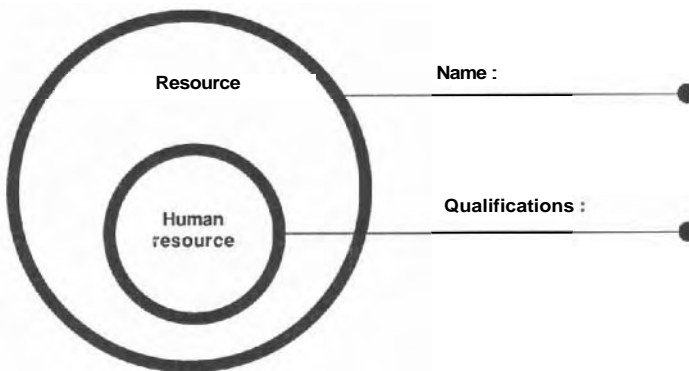 Resource
Name :
Human
resource
Qualifications :